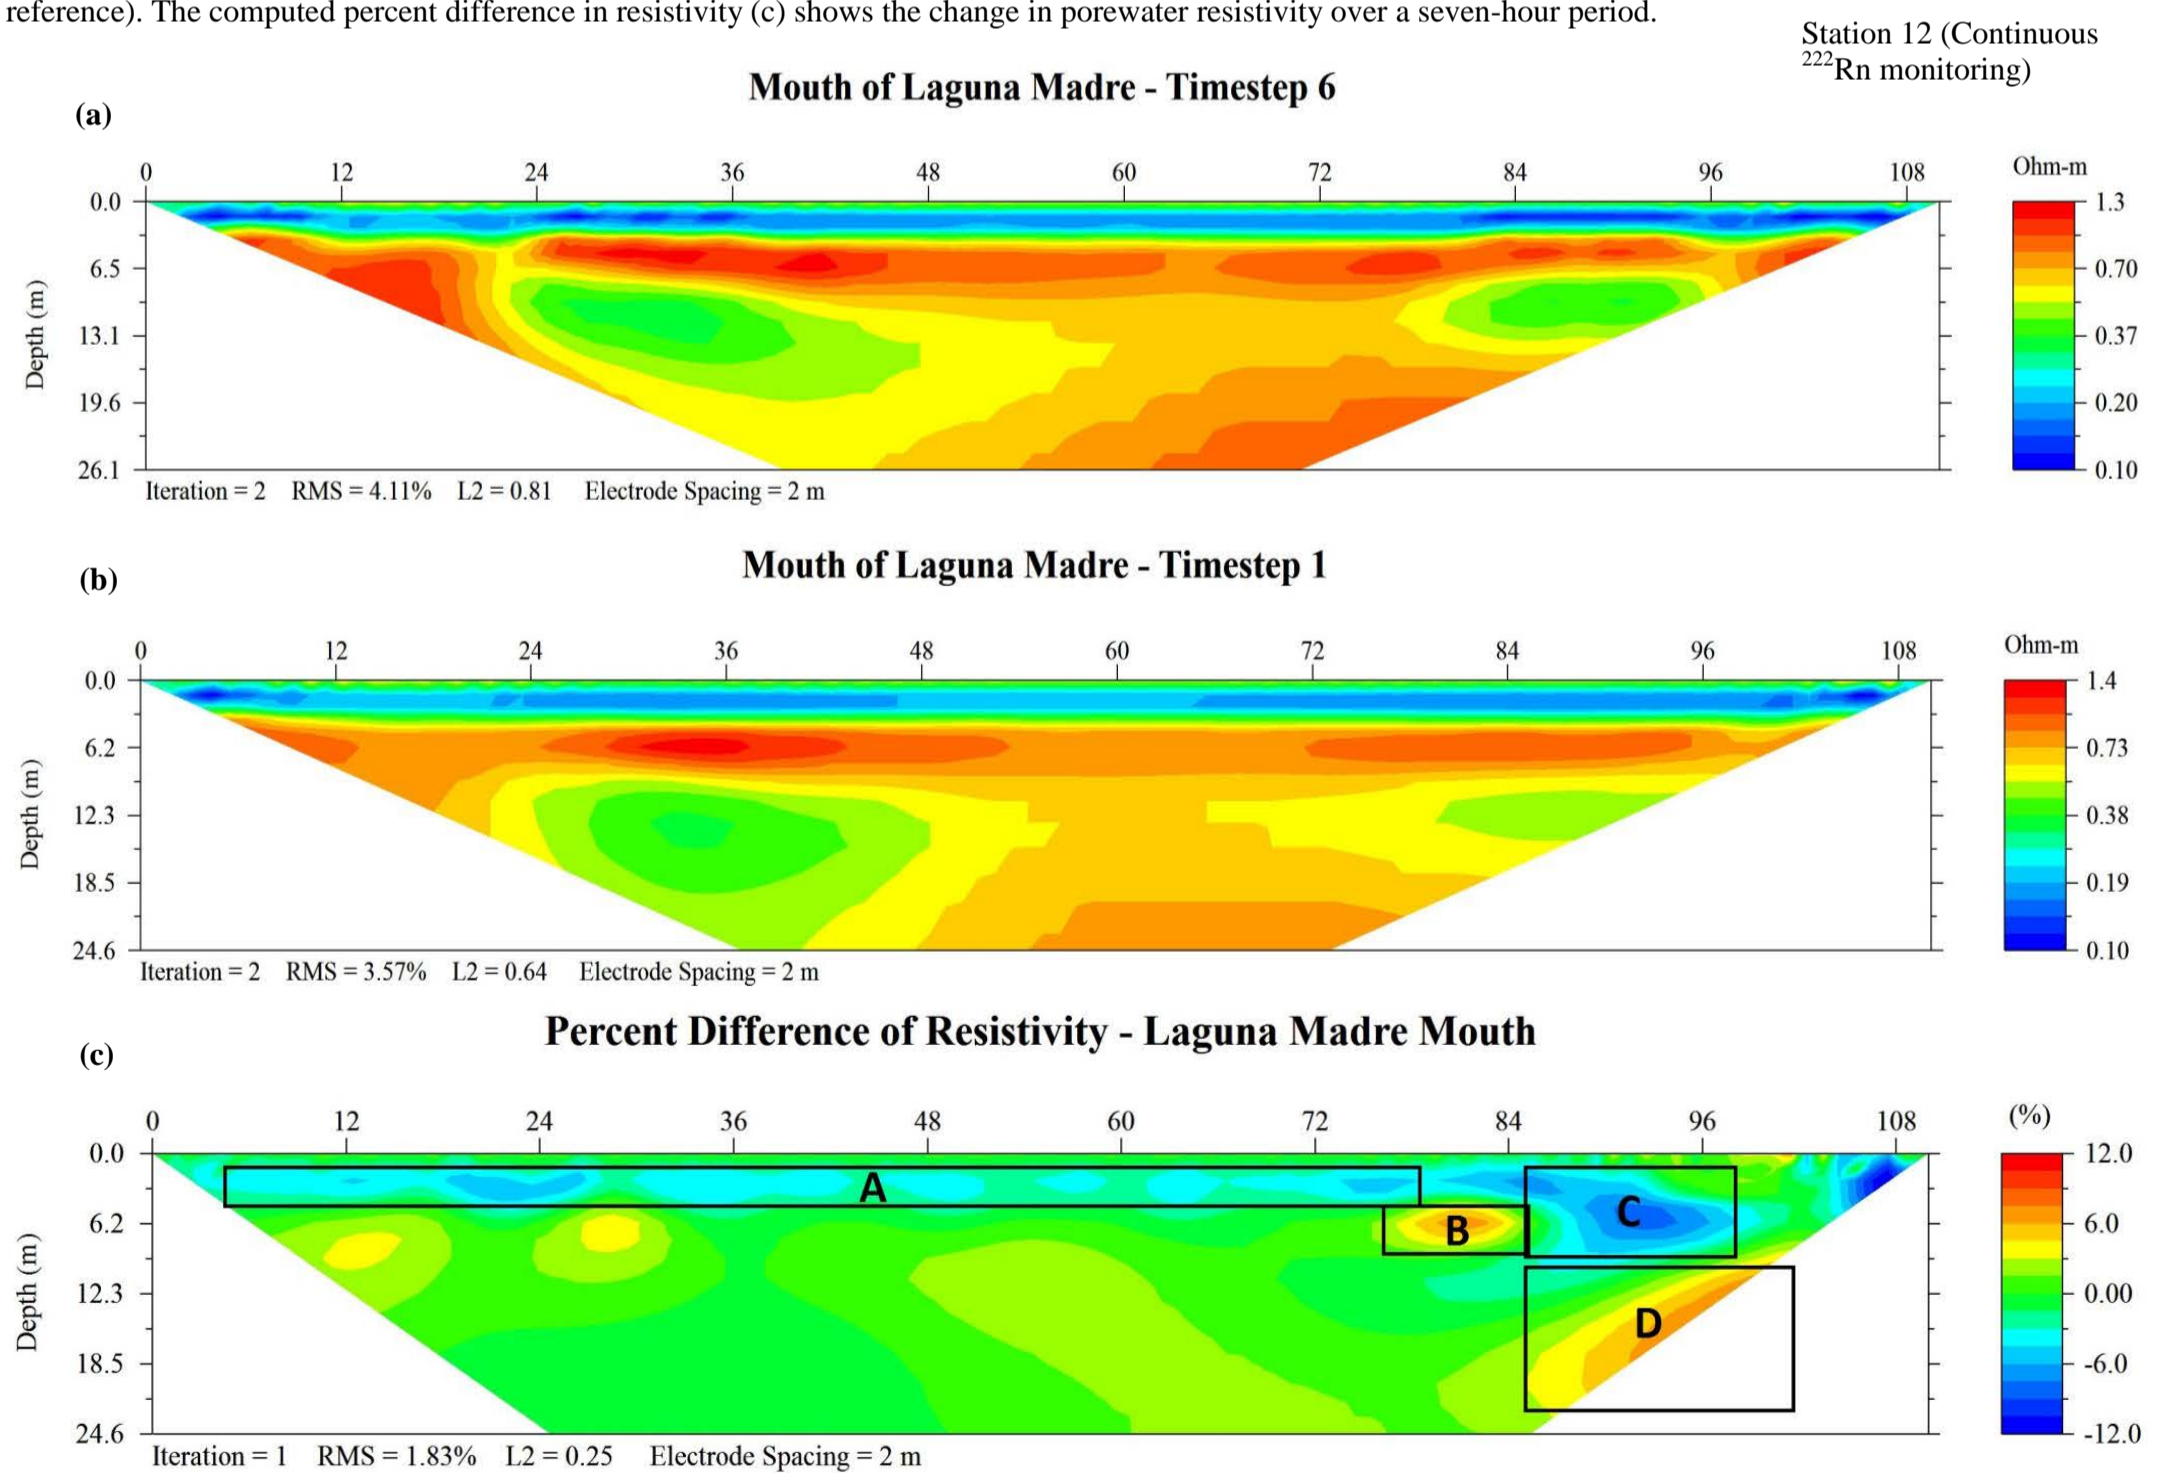 reference). The computed percent difference in resistivity (c) shows the change in porewater resistivity over a seven-hour period.
Station 12 (Continuous
²²²Rn monitoring)
Mouth of Laguna Madre - Timestep 6
(a)
0 12 24 36 48 60 72 84 96 108
Ohm-m
0.0
6.5
13.1
19.6
26.1
Depth (m)
1.3
0.70
0.37
0.20
0.10
Iteration = 2 RMS = 4.11% L2 = 0.81 Electrode Spacing = 2 m
Mouth of Laguna Madre - Timestep 1
(b)
0 12 24 36 48 60 72 84 96 108
Ohm-m
0.0
6.2
12.3
18.5
24.6
Depth (m)
1.4
0.73
0.38
0.19
0.10
Iteration = 2 RMS = 3.57% L2 = 0.64 Electrode Spacing = 2 m
Percent Difference of Resistivity - Laguna Madre Mouth
(c)
0 12 24 36 48 60 72 84 96 108
(%)
0.0
6.2
12.3
18.5
24.6
Depth (m)
A
B
C
D
12.0
6.0
0.00
-6.0
-12.0
Iteration = 1 RMS = 1.83% L2 = 0.25 Electrode Spacing = 2 m